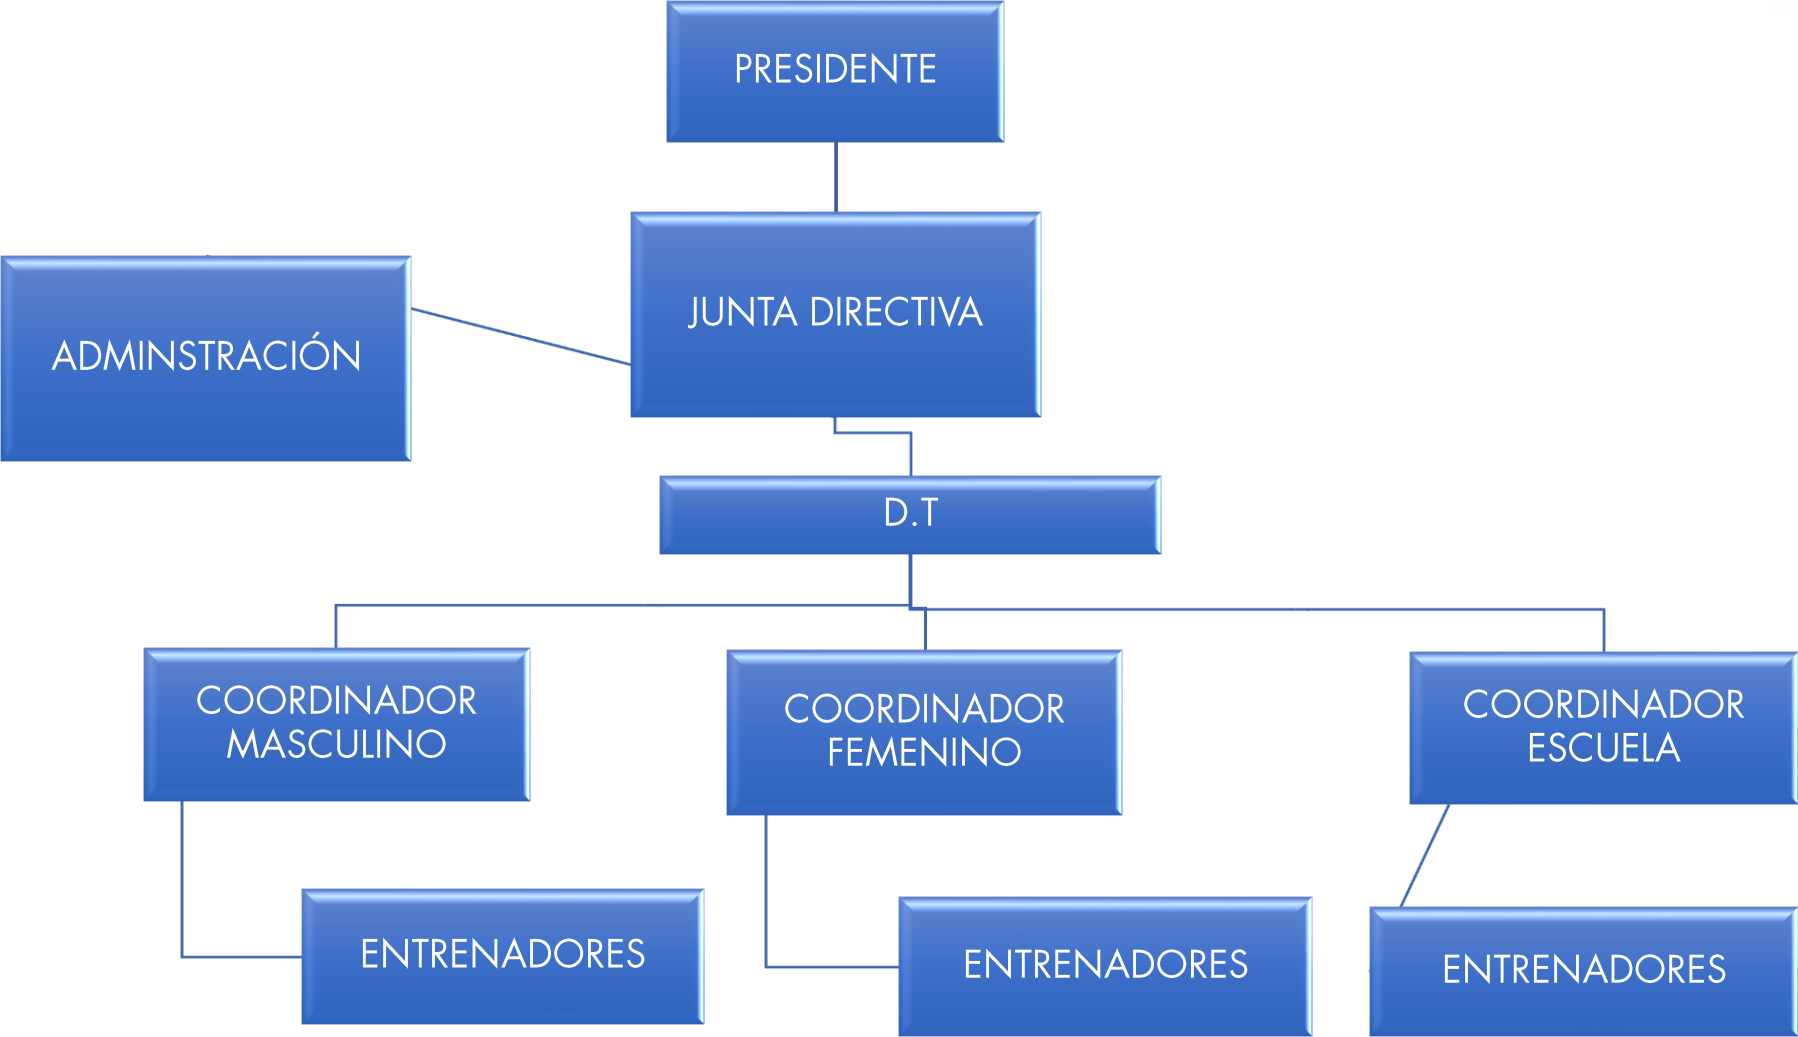 PRESIDENTE
JUNTA DIRECTIVA
ADMINSTRACIÓN
D.T
COORDINADOR
MASCULINO
COORDINADOR
FEMENINO
COORDINADOR
ESCUELA
ENTRENADORES
ENTRENADORES
ENTRENADORES